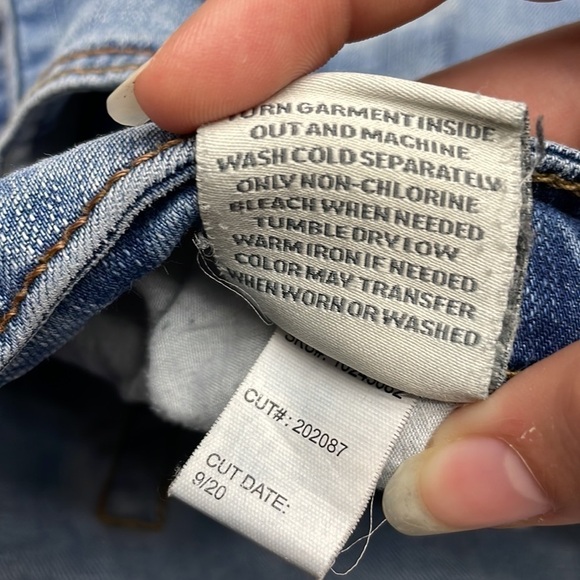 TURN GARMENT INSIDE
OUT AND MACHINE
WASH COLD SEPARATELY
ONLY NON-CHLORINE
BLEACH WHEN NEEDED
TUMBLE DRY LOW
WARM IRON IF NEEDED
COLOR MAY TRANSFER
WHEN WORN OR WASHED
CUT#: 202087
CUT DATE:
9/20